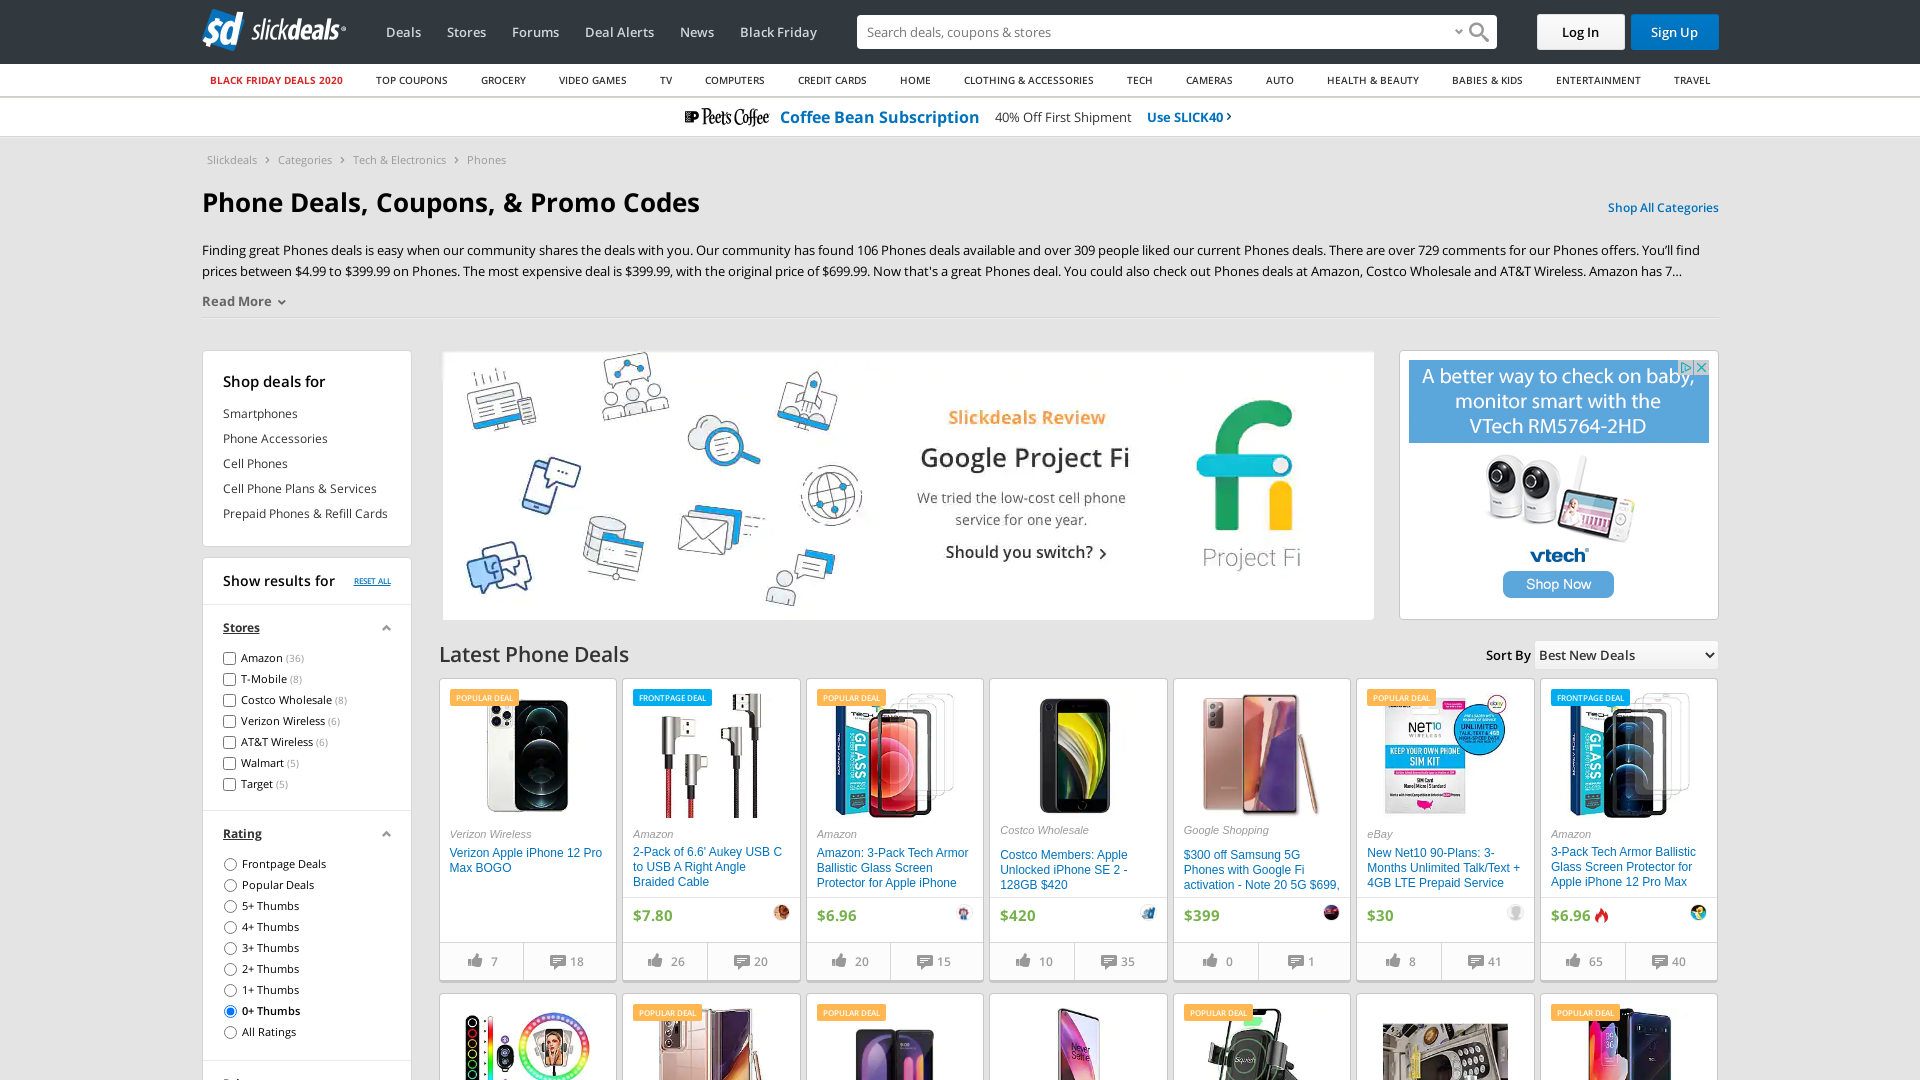 slickdeals
Deals
Stores
Forums
Deal Alerts
News
Black Friday
Search deals, coupons & stores
Log In
Sign Up
BLACK FRIDAY DEALS 2020
TOP COUPONS
GROCERY
VIDEO GAMES
TV
COMPUTERS
CREDIT CARDS
HOME
CLOTHING & ACCESSORIES
TECH
CAMERAS
AUTO
HEALTH & BEAUTY
BABIES & KIDS
ENTERTAINMENT
TRAVEL
Peet's Coffee Coffee Bean Subscription 40% Off First Shipment Use SLICK40
Slickdeals > Categories > Tech & Electronics > Phones
Phone Deals, Coupons, & Promo Codes
Shop All Categories
Finding great Phones deals is easy when our community shares the deals with you. Our community has found 106 Phones deals available and over 309 people liked our current Phones deals. There are over 729 comments for our Phones offers. You'll find
prices between $4.99 to $399.99 on Phones. The most expensive deal is $399.99, with the original price of $699.99. Now that's a great Phones deal. You could also check out Phones deals at Amazon, Costco Wholesale and AT&T Wireless. Amazon has 7...
Read More
Shop deals for
Smartphones
Phone Accessories
Cell Phones
Cell Phone Plans & Services
Prepaid Phones & Refill Cards
Show results for
RESET ALL
Stores
Amazon (36)
T-Mobile (8)
Costco Wholesale (8)
Verizon Wireless (6)
AT&T Wireless (6)
Walmart (5)
Target (5)
Rating
Frontpage Deals
Popular Deals
5+ Thumbs
4+ Thumbs
3+ Thumbs
2+ Thumbs
1+ Thumbs
0+ Thumbs
All Ratings
Slickdeals Review
Google Project Fi
We tried the low-cost cell phone
service for one year.
Should you switch?
Project Fi
A better way to check on baby,
monitor smart with the
VTech RM5764-2HD
vtech
Shop Now
Latest Phone Deals
Sort By
Best New Deals
POPULAR DEAL
Verizon Wireless
Verizon Apple iPhone 12 Pro
Max BOGO
7
18
FRONTPAGE DEAL
Amazon
2-Pack of 6.6' Aukey USB C
to USB A Right Angle
Braided Cable
$7.80
26
20
POPULAR DEAL
GLASS
Amazon
Amazon: 3-Pack Tech Armor
Ballistic Glass Screen
Protector for Apple iPhone
$6.96
20
15
Costco Wholesale
Costco Members: Apple
Unlocked iPhone SE 2 -
128GB $420
$420
10
35
Google Shopping
$300 off Samsung 5G
Phones with Google Fi
activation - Note 20 5G $699,
$399
0
1
POPULAR DEAL
ebay
NET10
WIRELESS
UNLIMITED
KEEP YOUR OWN PHONE
SIM KIT
eBay
New Net10 90-Plans: 3-
Months Unlimited Talk/Text +
4GB LTE Prepaid Service
$30
8
41
FRONTPAGE DEAL
TECH
GLASS
Amazon
3-Pack Tech Armor Ballistic
Glass Screen Protector for
Apple iPhone 12 Pro Max
$6.96
65
40
POPULAR DEAL
POPULAR DEAL
Never
Settle
POPULAR DEAL
POPULAR DEAL